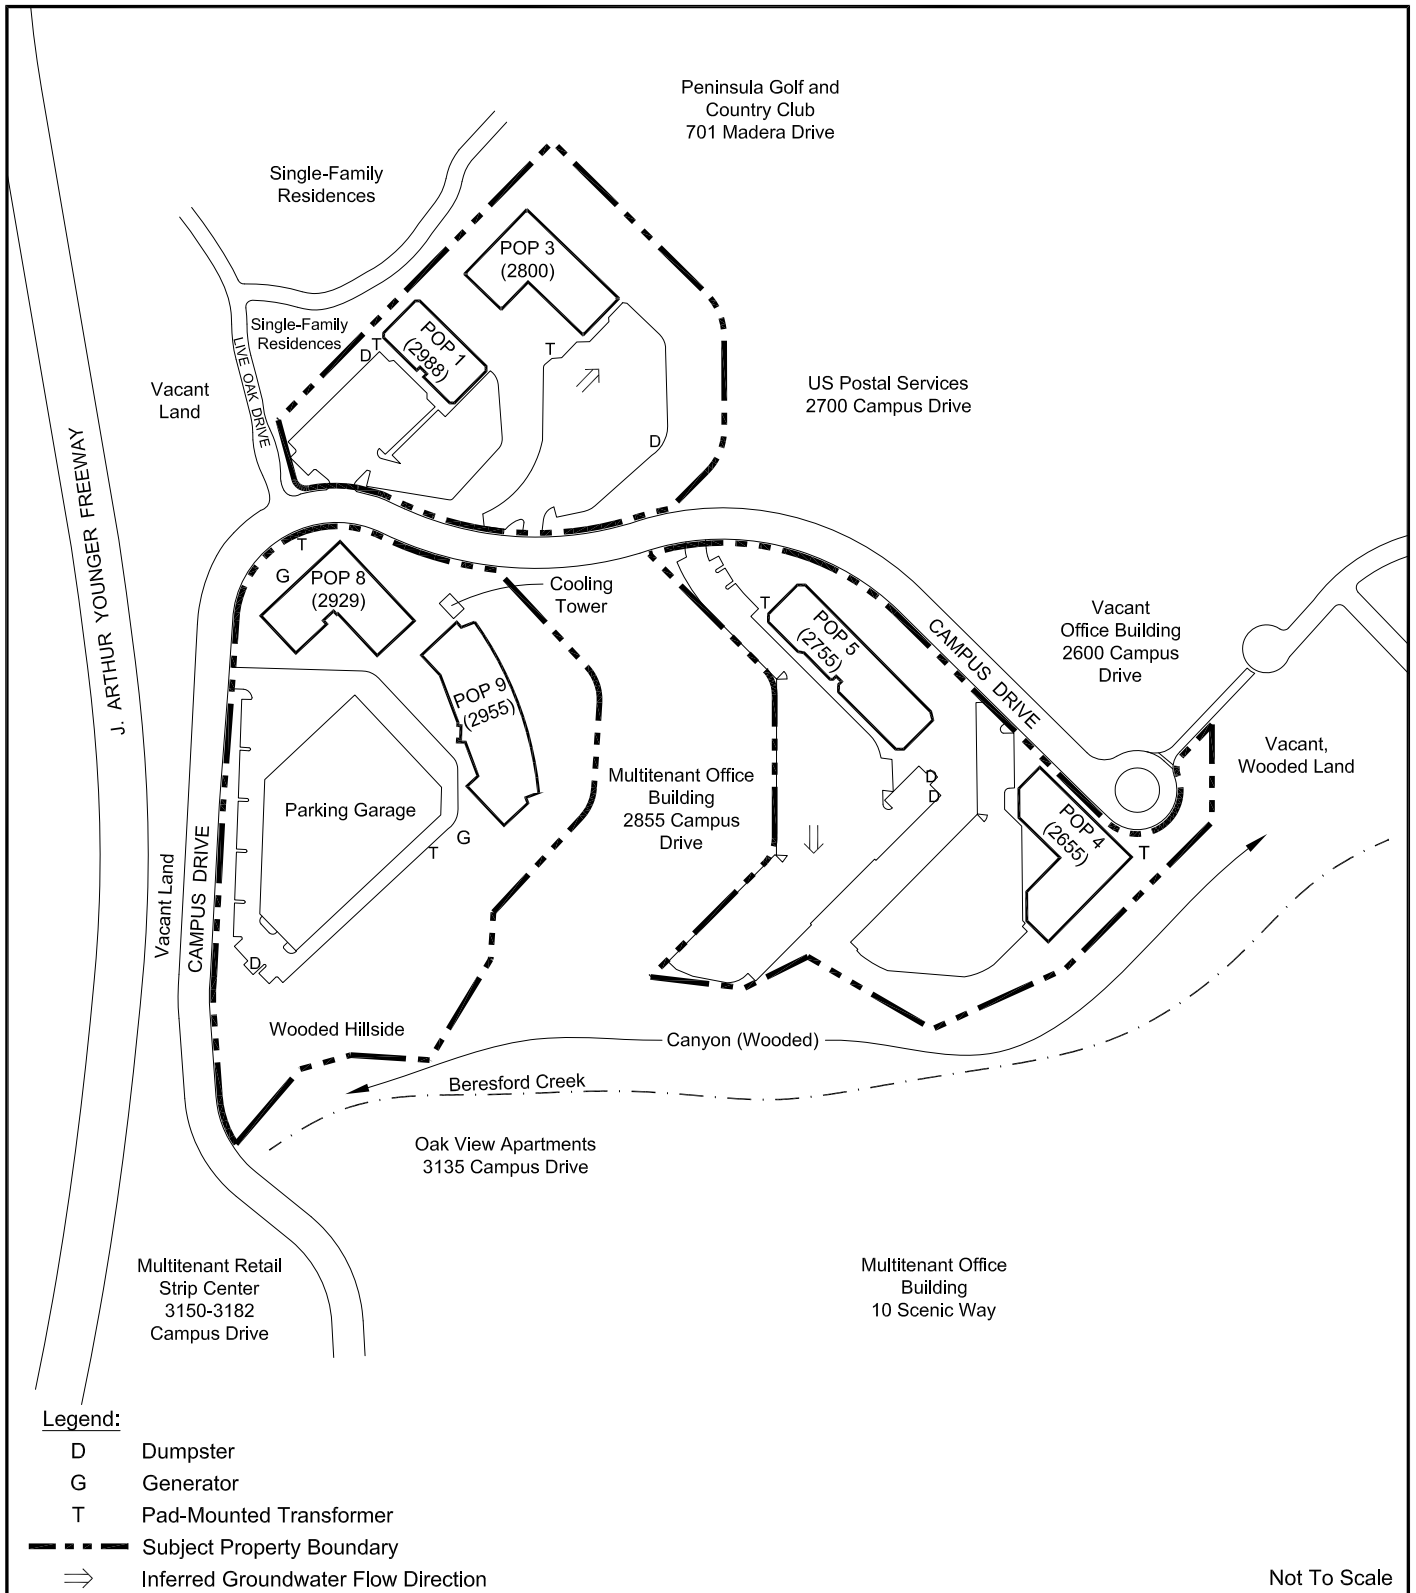 Peninsula Golf and
Country Club
701 Madera Drive
Single-Family
Residences
POP 3
(2800)
Single-Family
Residences
POP 1
(2988)
T
D
T
D
LIVE OAK DRIVE
Vacant
Land
US Postal Services
2700 Campus Drive
J. ARTHUR YOUNGER FREEWAY
T
G
POP 8
(2929)
Cooling
Tower
T
POP 5
(2755)
CAMPUS DRIVE
Vacant
Office Building
2600 Campus
Drive
POP 9
(2955)
Vacant,
Wooded Land
Multitenant Office
Building
2855 Campus
Drive
D
D
Parking Garage
G
T
POP 4
(2655)
T
Vacant Land
CAMPUS DRIVE
D
Wooded Hillside
Canyon (Wooded)
Beresford Creek
Oak View Apartments
3135 Campus Drive
Multitenant Retail
Strip Center
3150-3182
Campus Drive
Multitenant Office
Building
10 Scenic Way
Legend:
D Dumpster
G Generator
T Pad-Mounted Transformer
Subject Property Boundary
Inferred Groundwater Flow Direction
Not To Scale